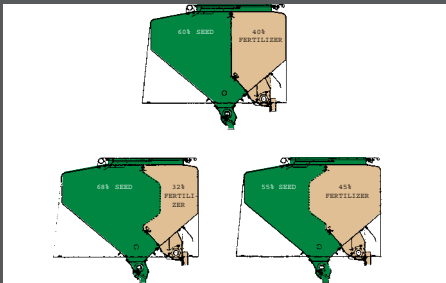 60% SEED
40%
FERTILIZER
68% SEED
32%
FERTILI
ZER
55% SEED
45%
FERTILIZER